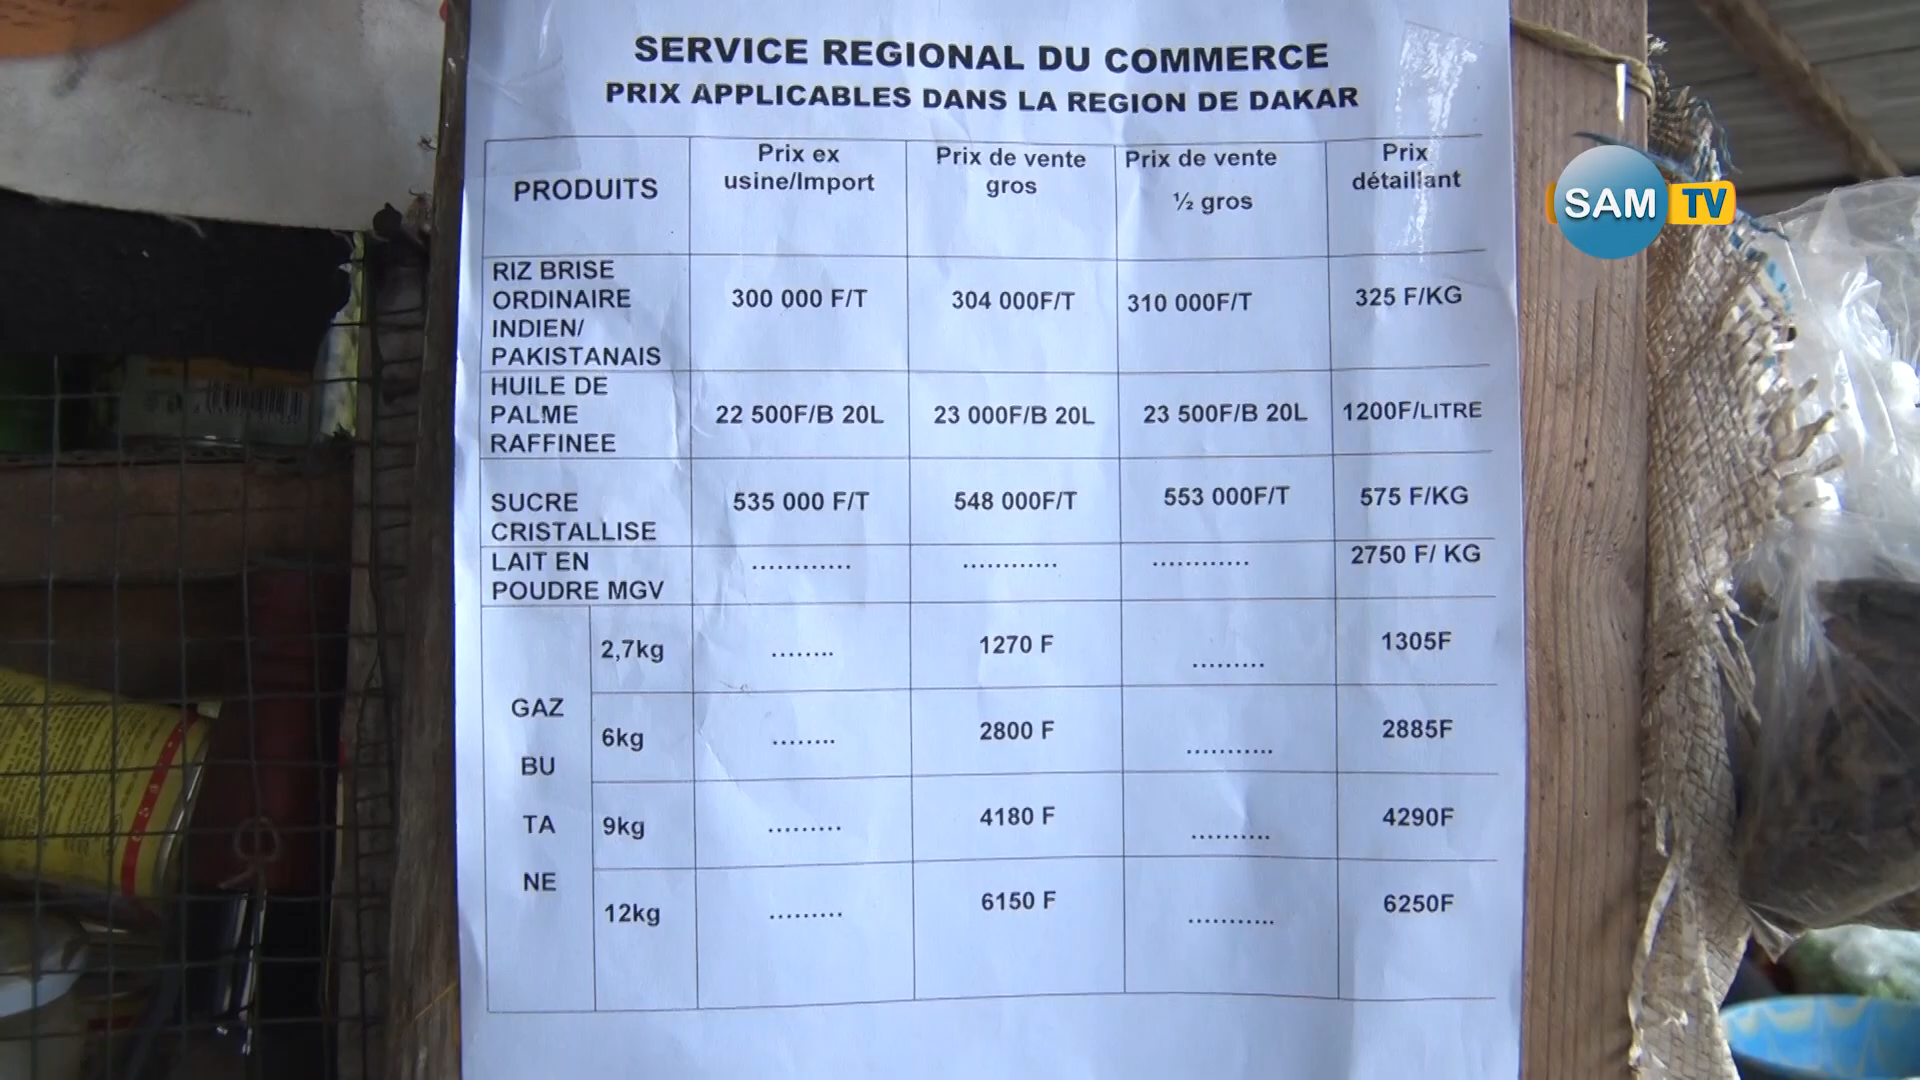 SERVICE REGIONAL DU COMMERCE
PRIX APPLICABLES DANS LA REGION DE DAKAR
PRODUITS
Prix ex
usine/Import
Prix de vente
gros
Prix de vente
½ gros
Prix
détaillant
RIZ BRISE
ORDINAIRE
INDIEN/
PAKISTANAIS
300 000 F/T
304 000F/T
310 000F/T
325 F/KG
HUILE DE
PALME
RAFFINEE
22 500F/B 20L
23 000F/B 20L
23 500F/B 20L
1200F/LITRE
SUCRE
CRISTALLISE
535 000 F/T
548 000F/T
553 000F/T
575 F/KG
LAIT EN
POUDRE MGV
............
............
............
2750 F/ KG
GAZ
BU
TA
NE
2,7kg
........
1270 F
.........
1305F
6kg
........
2800 F
...........
2885F
9kg
.........
4180 F
..........
4290F
12kg
.........
6150 F
...........
6250F
SAM TV